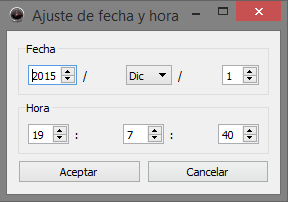 Ajuste de fecha y hora
Fecha
2015 / Dic / 1
Hora
19 : 7 : 40
Aceptar Cancelar